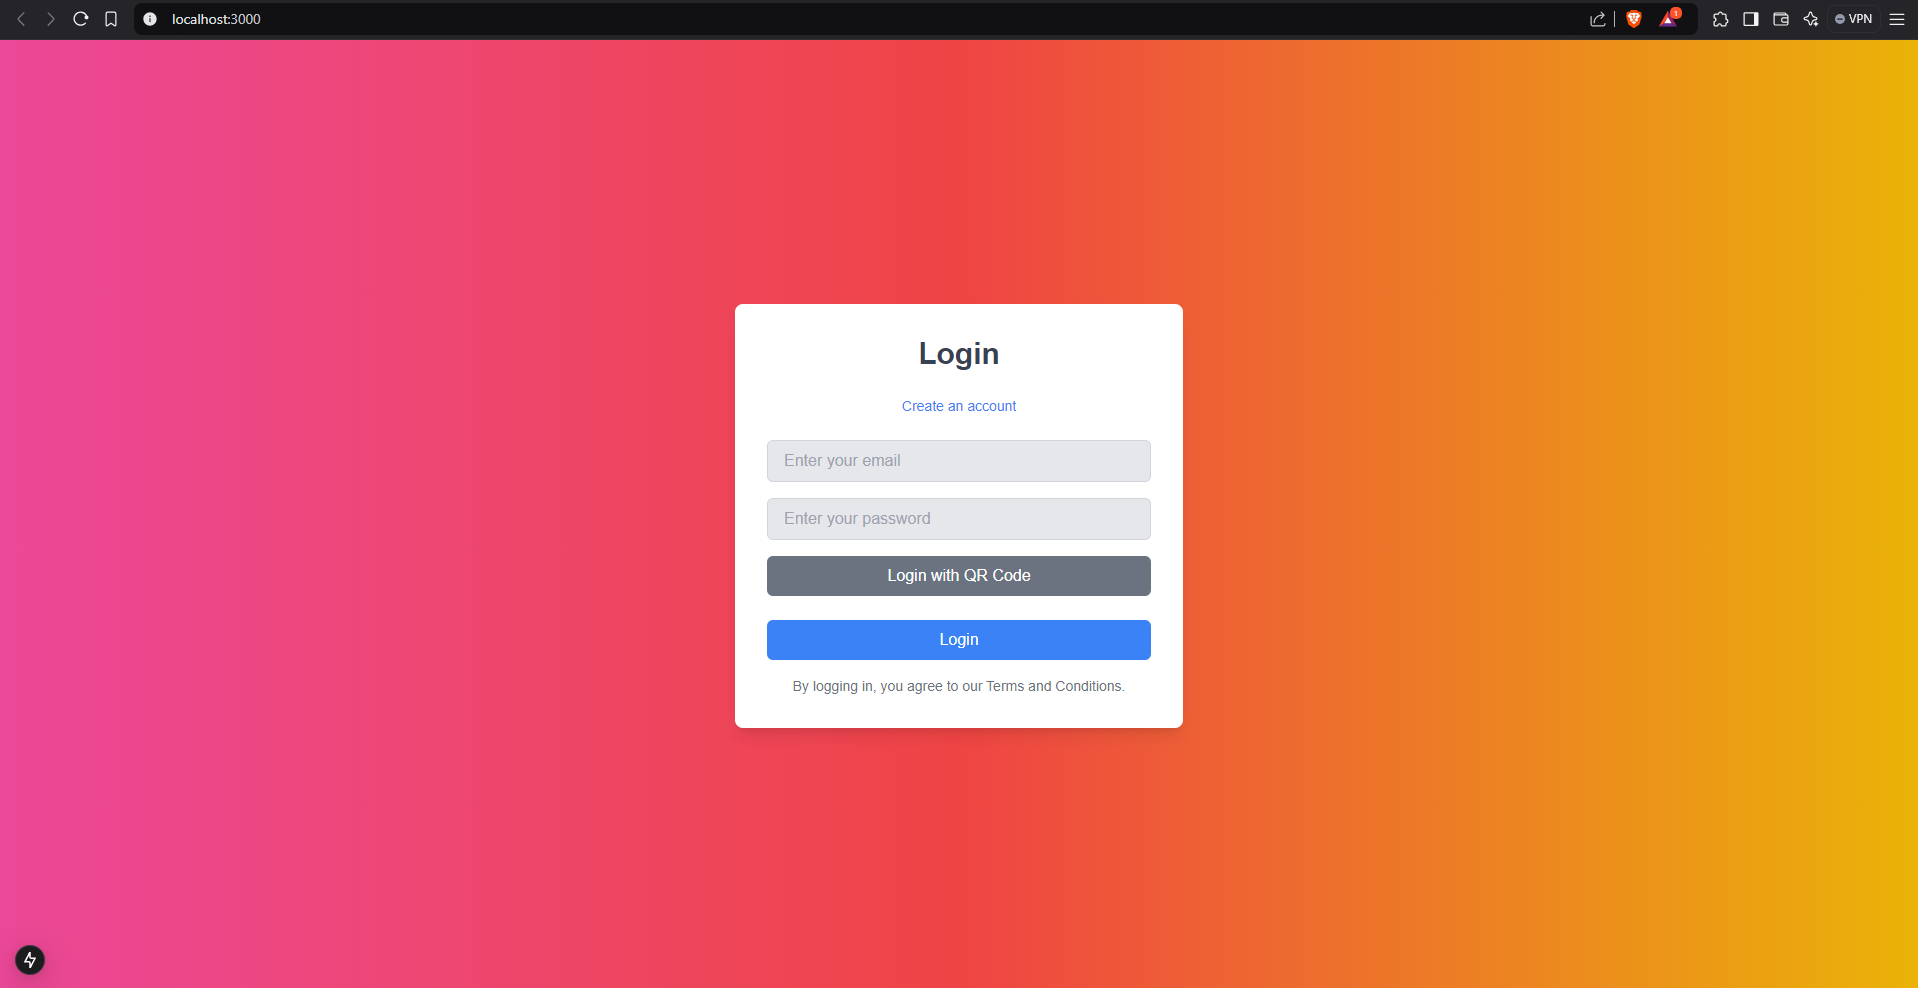 localhost:3000
1
VPN
Login
Create an account
Enter your email
Enter your password
Login with QR Code
Login
By logging in, you agree to our Terms and Conditions.